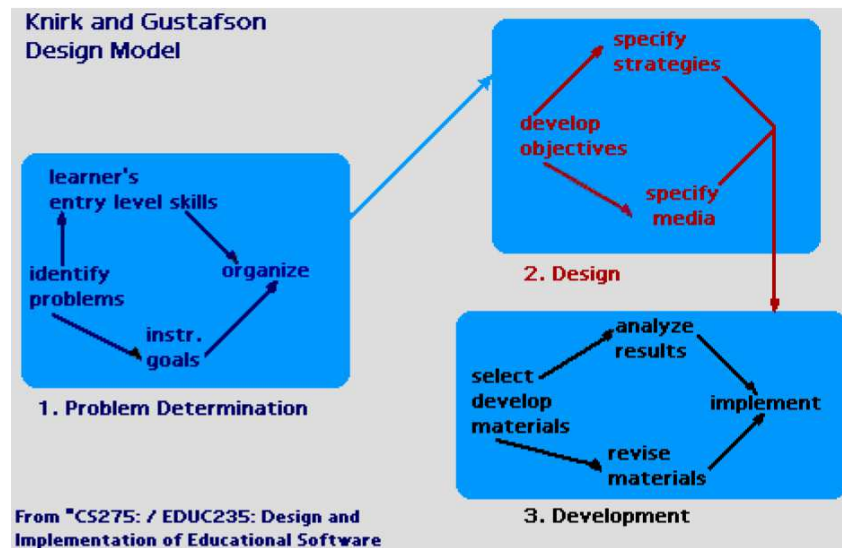 Knirk and Gustafson
Design Model
learner's
entry level skills
identify
problems
organize
instr.
goals
1. Problem Determination
specify
strategies
develop
objectives
specify
media
2. Design
analyze
results
select
develop
materials
implement
revise
materials
3. Development
From "CS275: / EDUC235: Design and
Implementation of Educational Software